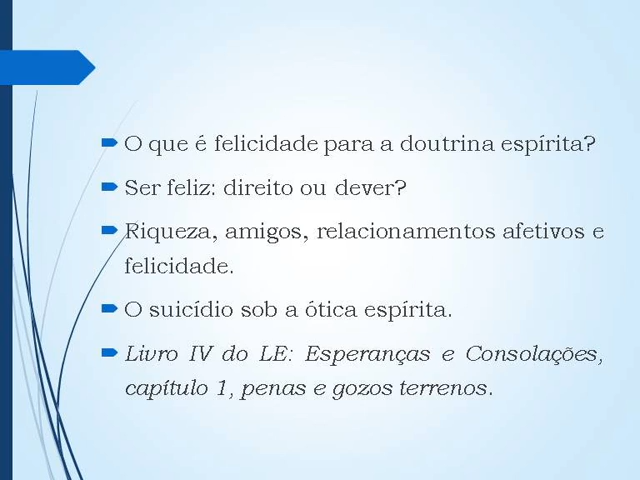 O que é felicidade para a doutrina espírita?
Ser feliz: direito ou dever?
Riqueza, amigos, relacionamentos afetivos e
felicidade.
O suicídio sob a ótica espírita.
Livro IV do LE: Esperanças e Consolações,
capítulo 1, penas e gozos terrenos.